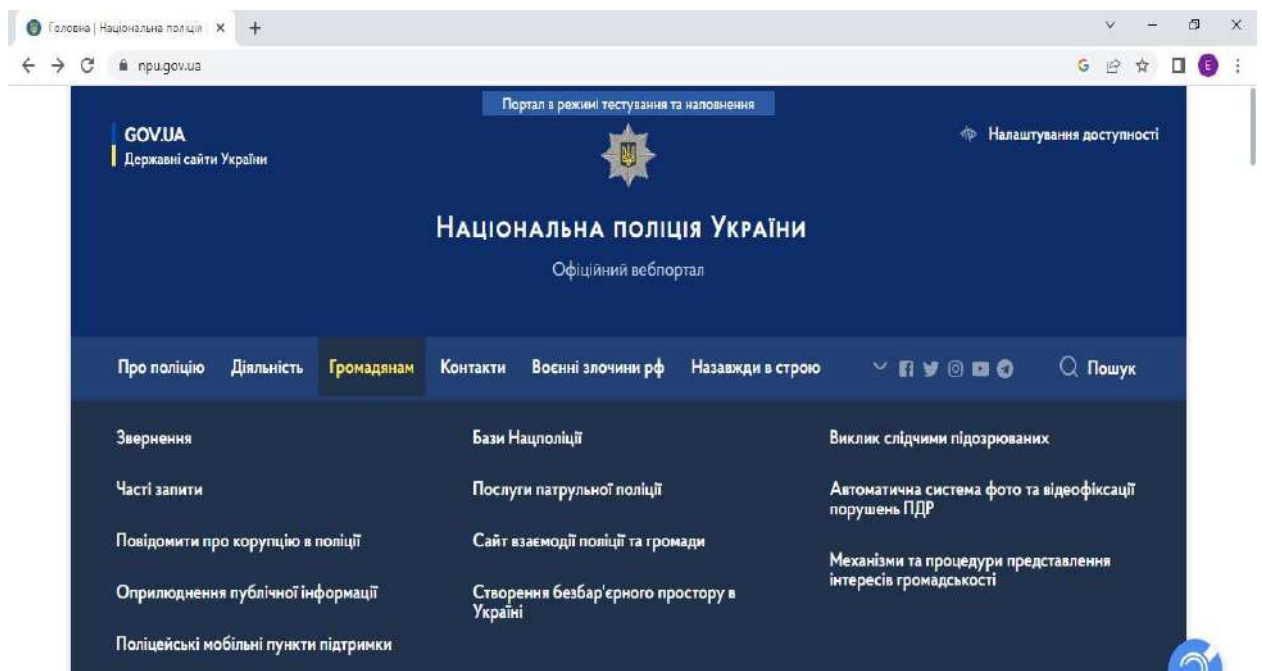 Головна | Національна поліція
npu.gov.ua
E
Портал в режимі тестування та наповнення
GOV.UA
Державні сайти України
Налаштування доступності
Національна поліція України
Офіційний вебпортал
Про поліцію Діяльність Громадянам Контакти Воєнні злочини рф Назавжди в строю Пошук
Звернення Бази Нацполіції Виклик слідчими підозрюваних
Часті запити Послуги патрульної поліції Автоматична система фото та відеофіксації
порушень ПДР
Повідомити про корупцію в поліції Сайт взаємодії поліції та громади
Механізми та процедури представлення
інтересів громадськості
Оприлюднення публічної інформації Створення безбар'єрного простору в
Україні
Поліцейські мобільні пункти підтримки